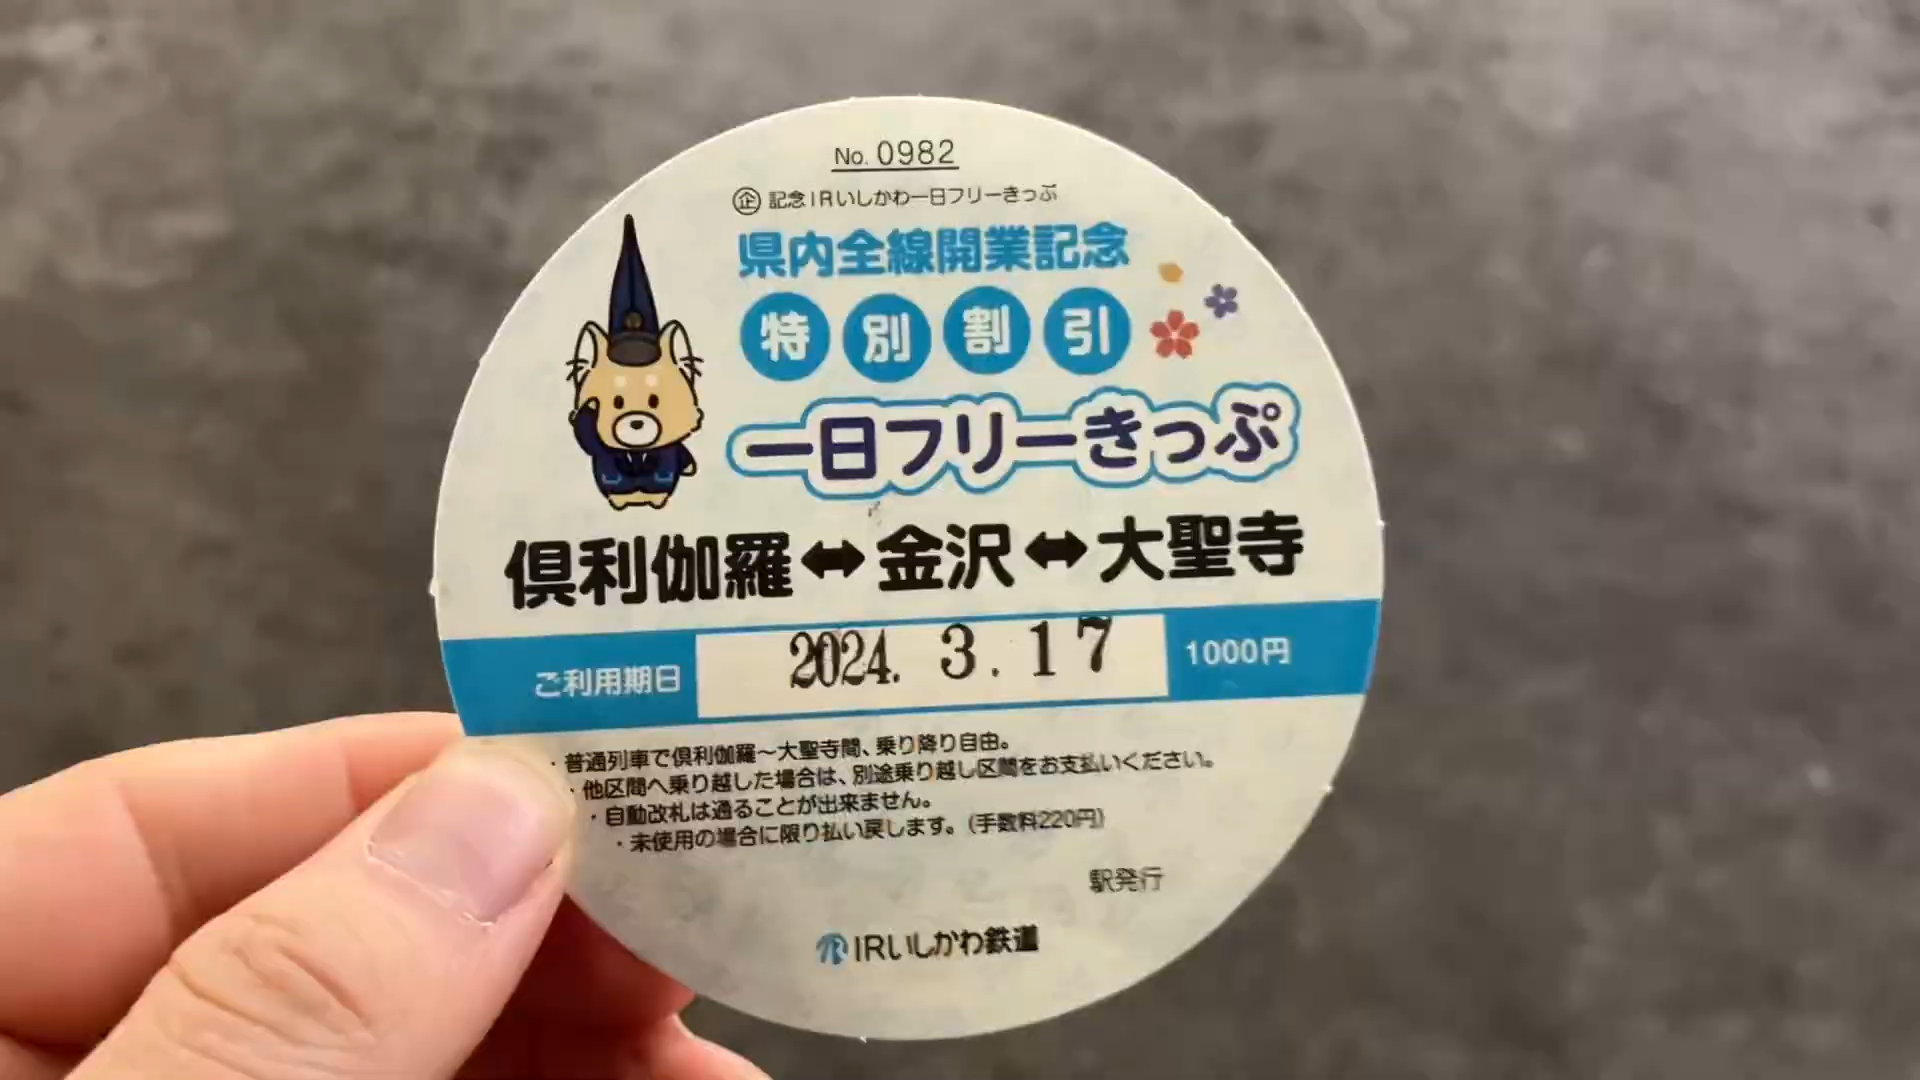 No. 0982
㊭記念IRいしかわ一日フリーきっぷ
県内全線開業記念
特別割引
一日フリーきっぷ
倶利伽羅⬌金沢⬌大聖寺
ご利用期日 2024. 3. 17 1000円
・普通列車で倶利伽羅～大聖寺間、乗り降り自由。
・他区間へ乗り越した場合は、別途乗り越し区間をお支払いください。
・自動改札は通ることが出来ません。
・未使用の場合に限り払い戻します。(手数料220円)
駅発行
IRいしかわ鉄道